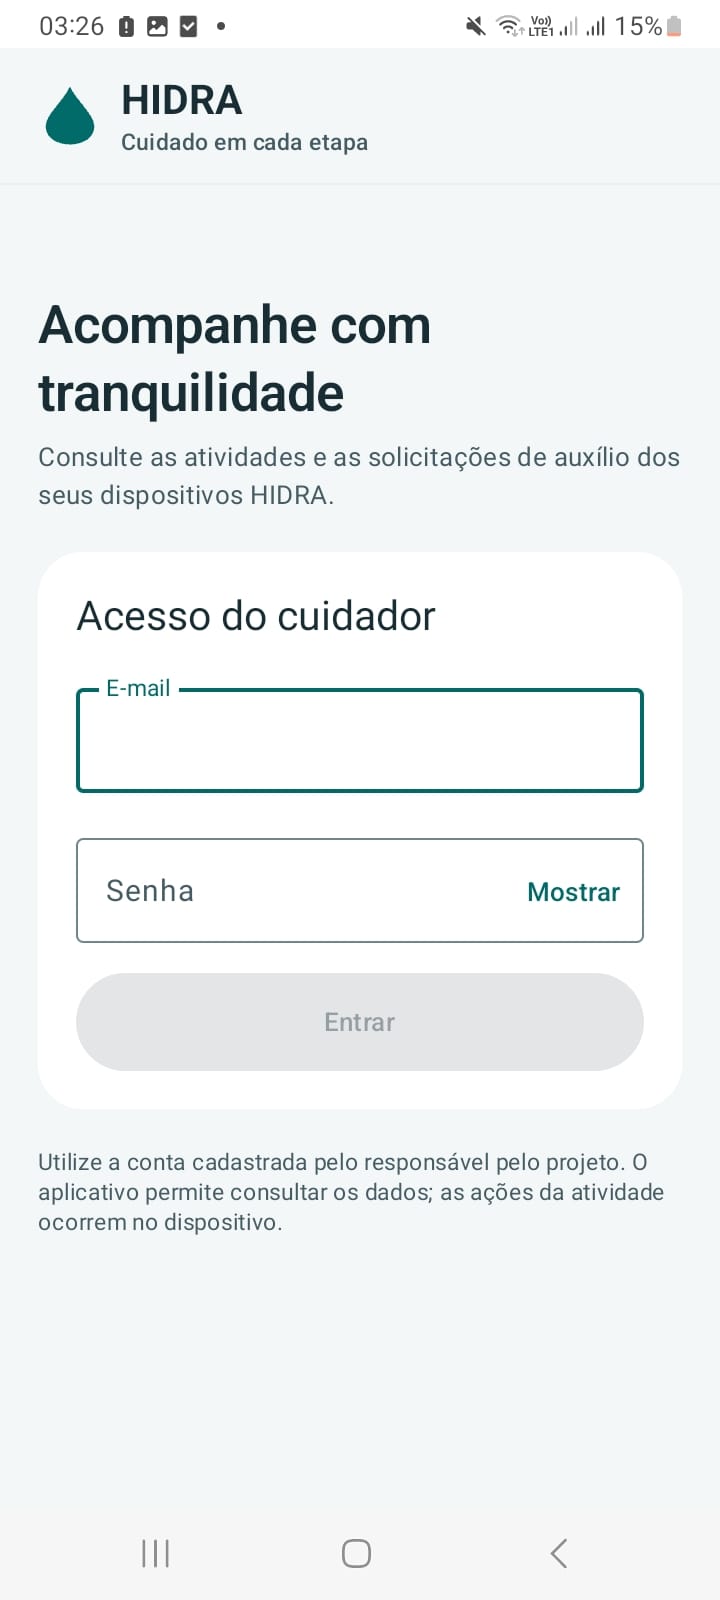 03:26
Vo)) LTE1
15%
HIDRA
Cuidado em cada etapa
Acompanhe com
tranquilidade
Consulte as atividades e as solicitações de auxílio dos
seus dispositivos HIDRA.
Acesso do cuidador
E-mail
Senha
Mostrar
Entrar
Utilize a conta cadastrada pelo responsável pelo projeto. O
aplicativo permite consultar os dados; as ações da atividade
ocorrem no dispositivo.